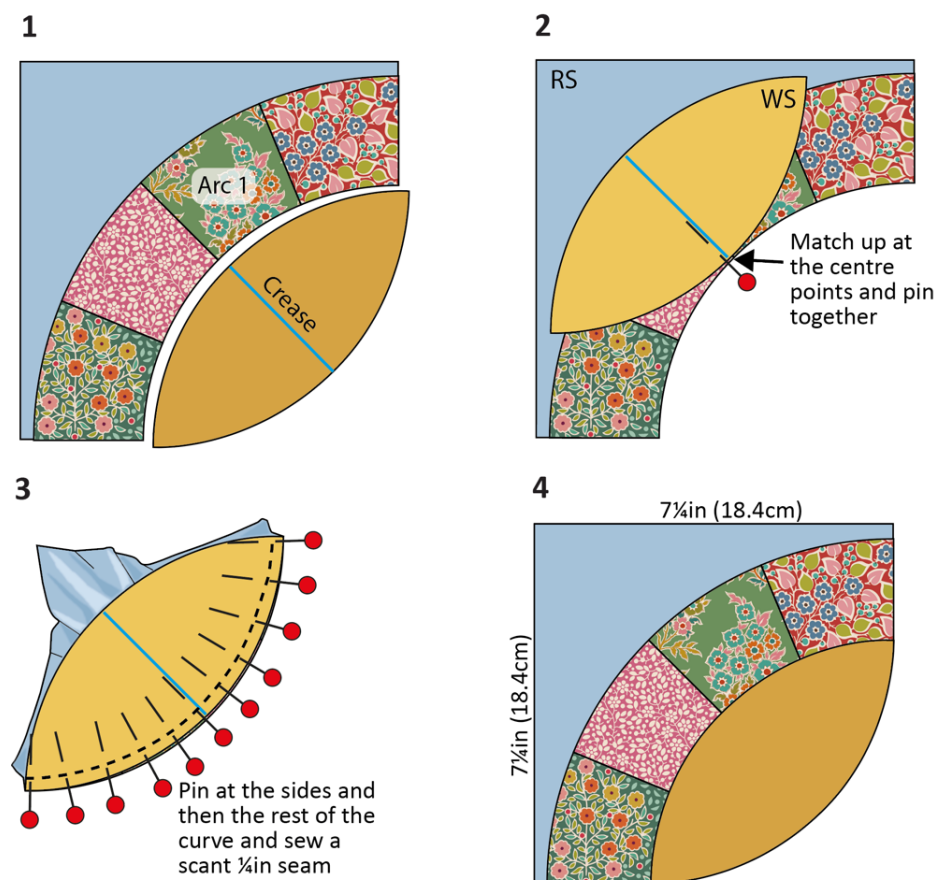 1
Arc 1
Crease
2
RS
WS
Match up at
the centre
points and pin
together
3
Pin at the sides and
then the rest of the
curve and sew a
scant ¼in seam
4
7¼in (18.4cm)
7¼in (18.4cm)